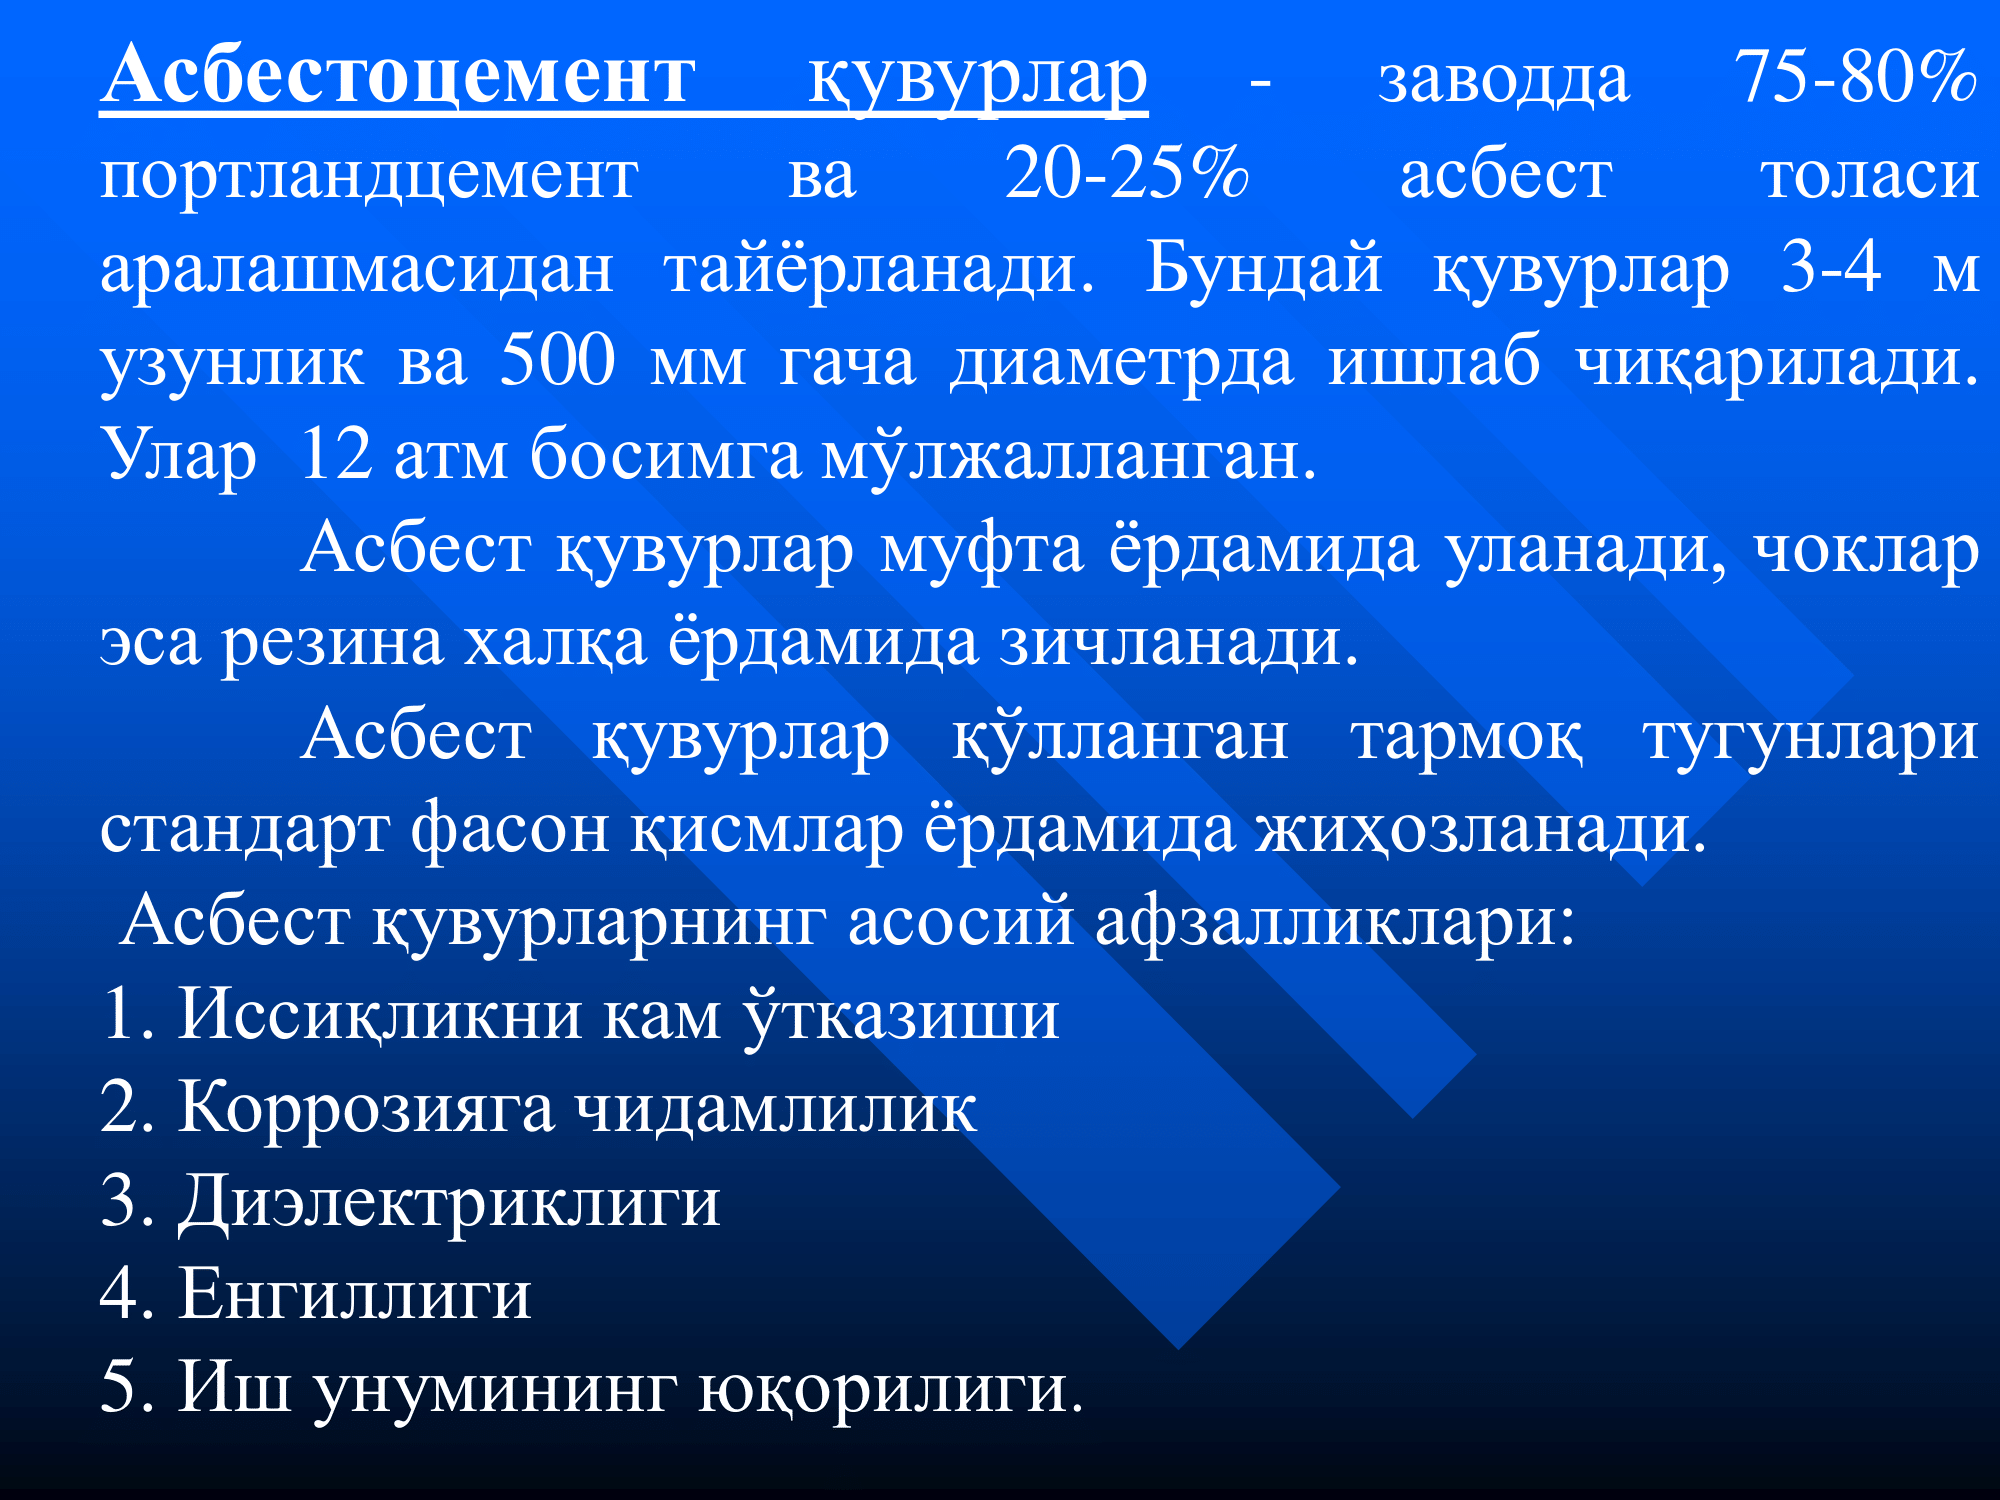 Асбестоцемент қувурлар - заводда 75-80%
портландцемент ва 20-25% асбест толаси
аралашмасидан тайёрланади. Бундай қувурлар 3-4 м
узунлик ва 500 мм гача диаметрда ишлаб чиқарилади.
Улар 12 атм босимга мўлжалланган.
Асбест қувурлар муфта ёрдамида уланади, чоклар
эса резина халқа ёрдамида зичланади.
Асбест қувурлар қўлланган тармоқ тугунлари
стандарт фасон қисмлар ёрдамида жиҳозланади.
Асбест қувурларнинг асосий афзалликлари:
1. Иссиқликни кам ўтказиши
2. Коррозияга чидамлилик
3. Диэлектриклиги
4. Енгиллиги
5. Иш унумининг юқорилиги.